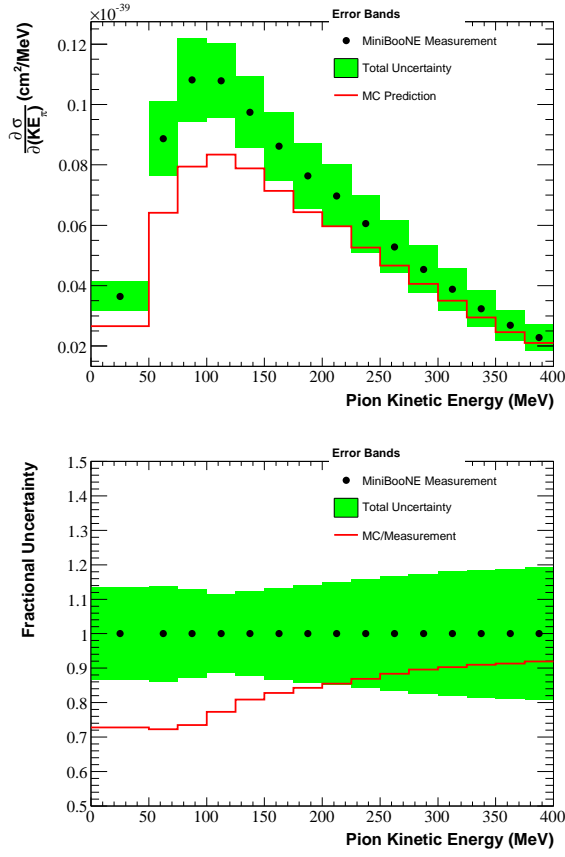 ×10⁻³⁹
Error Bands
MiniBooNE Measurement
Total Uncertainty
MC Prediction
∂σ/∂(KE_π) (cm²/MeV)
0.12
0.1
0.08
0.06
0.04
0.02
0 50 100 150 200 250 300 350 400
Pion Kinetic Energy (MeV)
Error Bands
MiniBooNE Measurement
Total Uncertainty
MC/Measurement
Fractional Uncertainty
1.5
1.4
1.3
1.2
1.1
1
0.9
0.8
0.7
0.6
0.5
0 50 100 150 200 250 300 350 400
Pion Kinetic Energy (MeV)